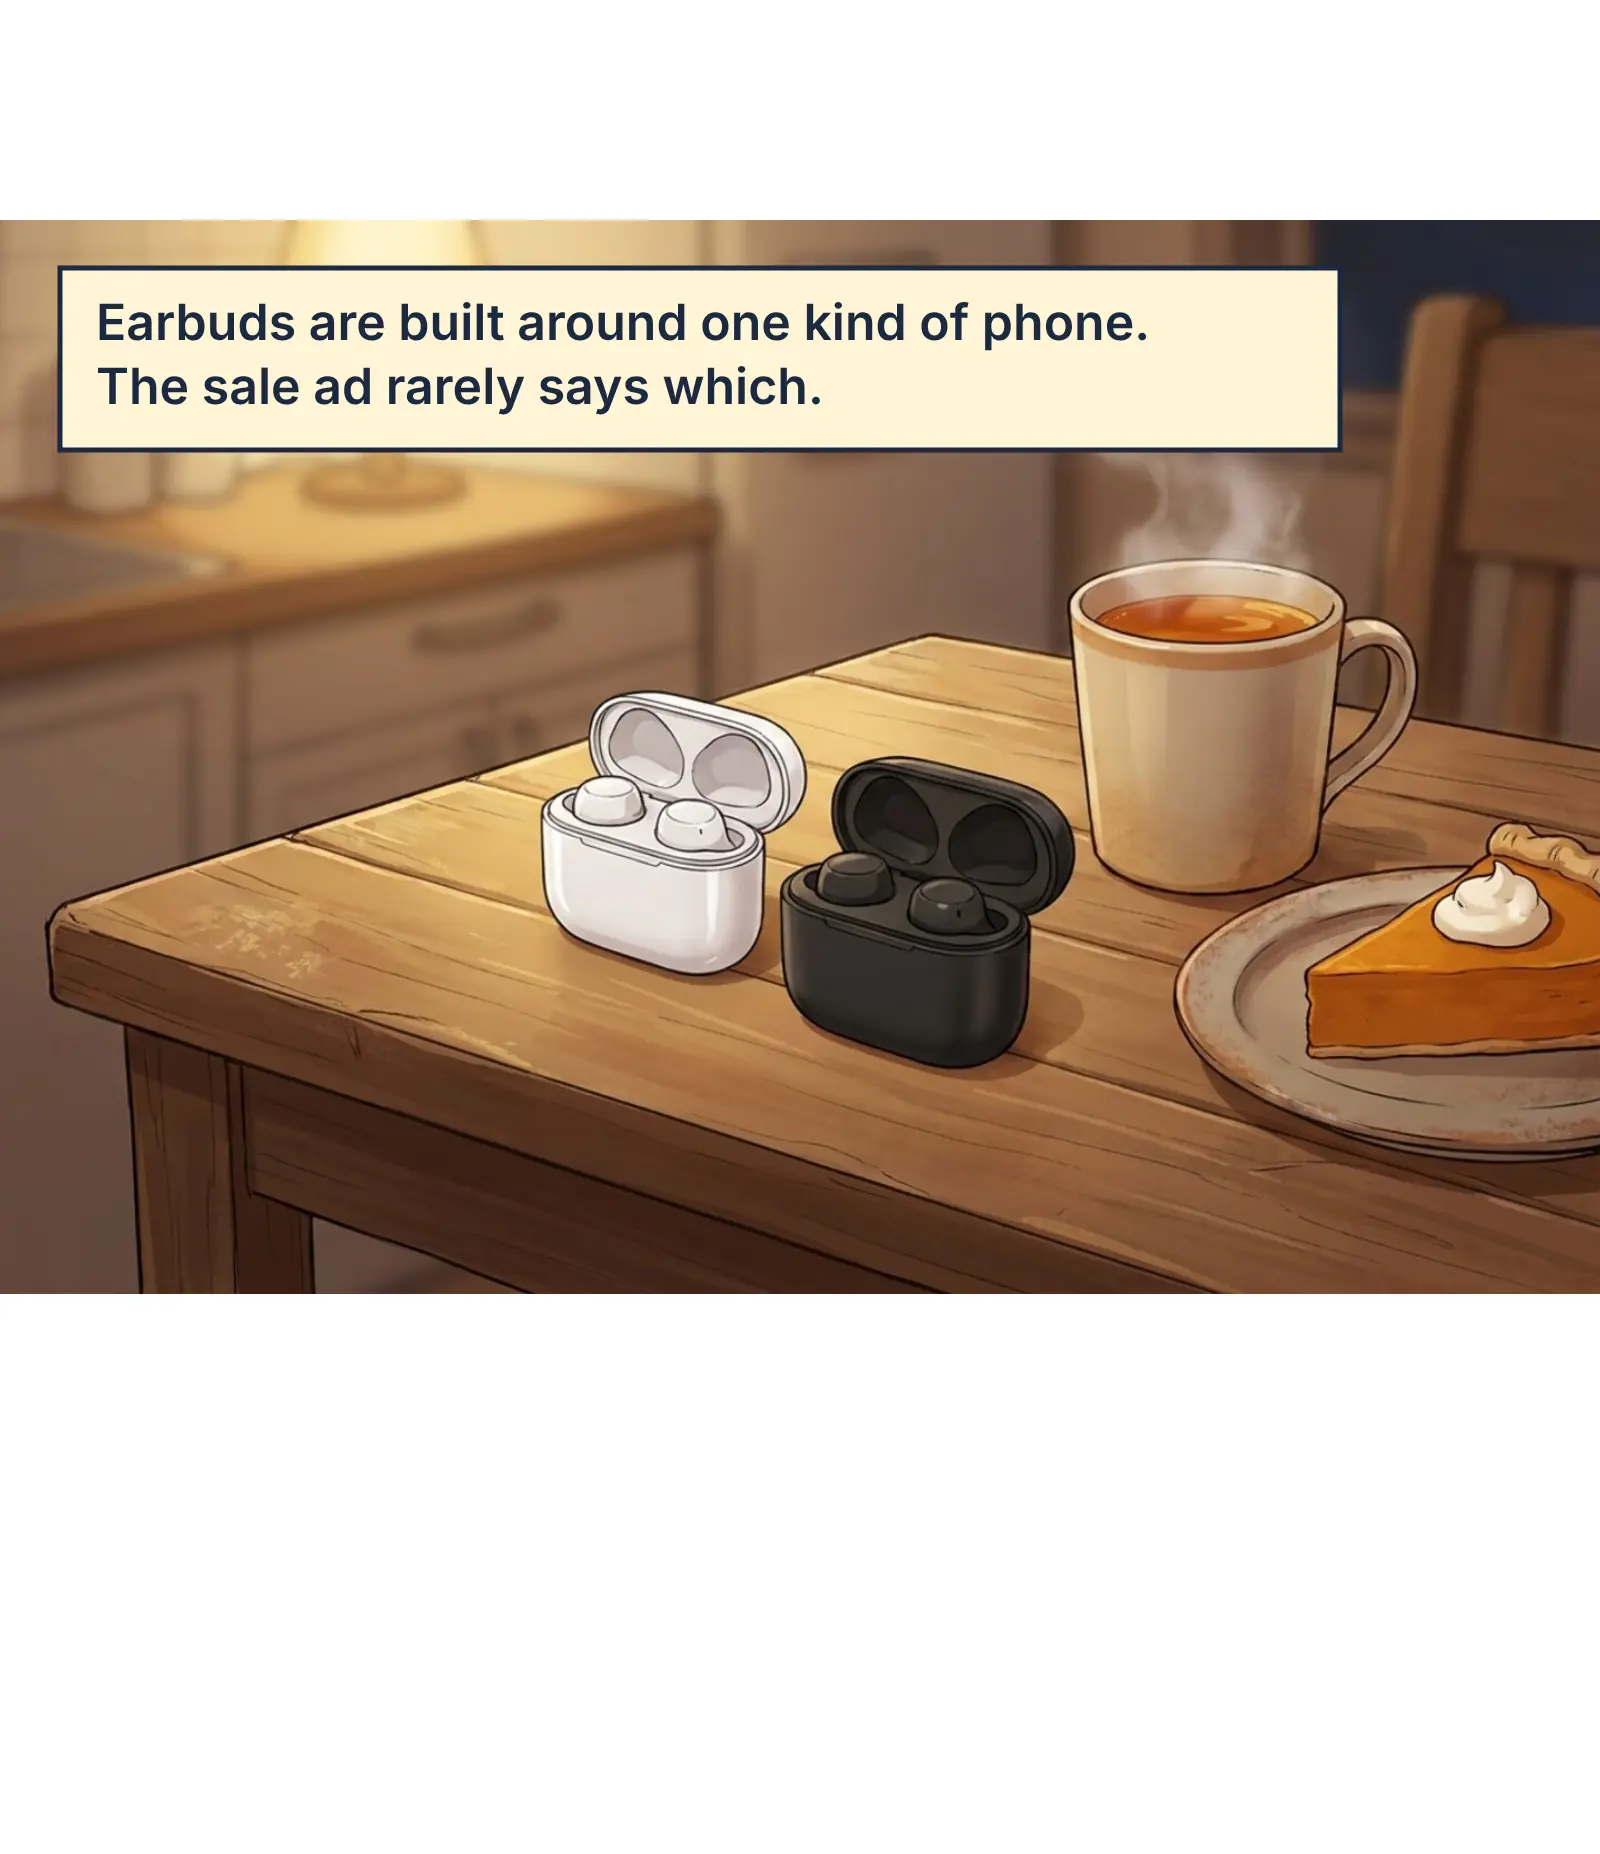 Earbuds are built around one kind of phone.
The sale ad rarely says which.